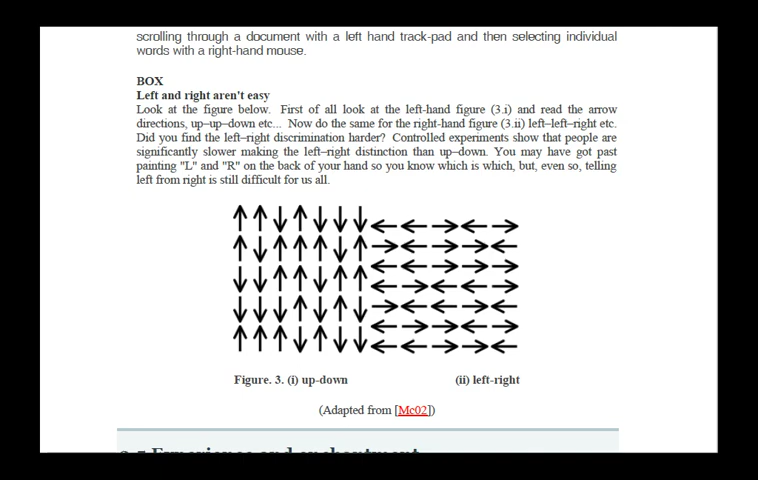 scrolling through a document with a left hand track-pad and then selecting individual
words with a right-hand mouse.
BOX
Left and right aren't easy
Look at the figure below. First of all look at the left-hand figure (3.i) and read the arrow
directions, up–up–down etc... Now do the same for the right-hand figure (3.ii) left–left–right etc.
Did you find the left–right discrimination harder? Controlled experiments show that people are
significantly slower making the left–right distinction than up–down. You may have got past
painting "L" and "R" on the back of your hand so you know which is which, but, even so, telling
left from right is still difficult for us all.
Figure. 3. (i) up-down (ii) left-right
(Adapted from [Mc02])
2.5 Experience and enchantment